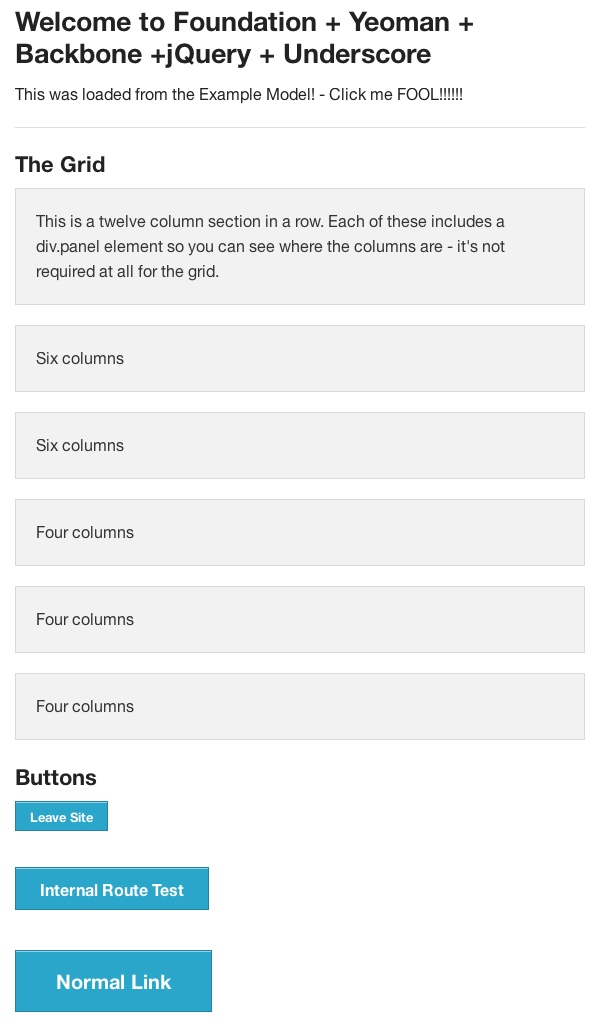 Welcome to Foundation + Yeoman +
Backbone +jQuery + Underscore
This was loaded from the Example Model! - Click me FOOL!!!!!!
The Grid
This is a twelve column section in a row. Each of these includes a
div.panel element so you can see where the columns are - it's not
required at all for the grid.
Six columns
Six columns
Four columns
Four columns
Four columns
Buttons
Leave Site
Internal Route Test
Normal Link